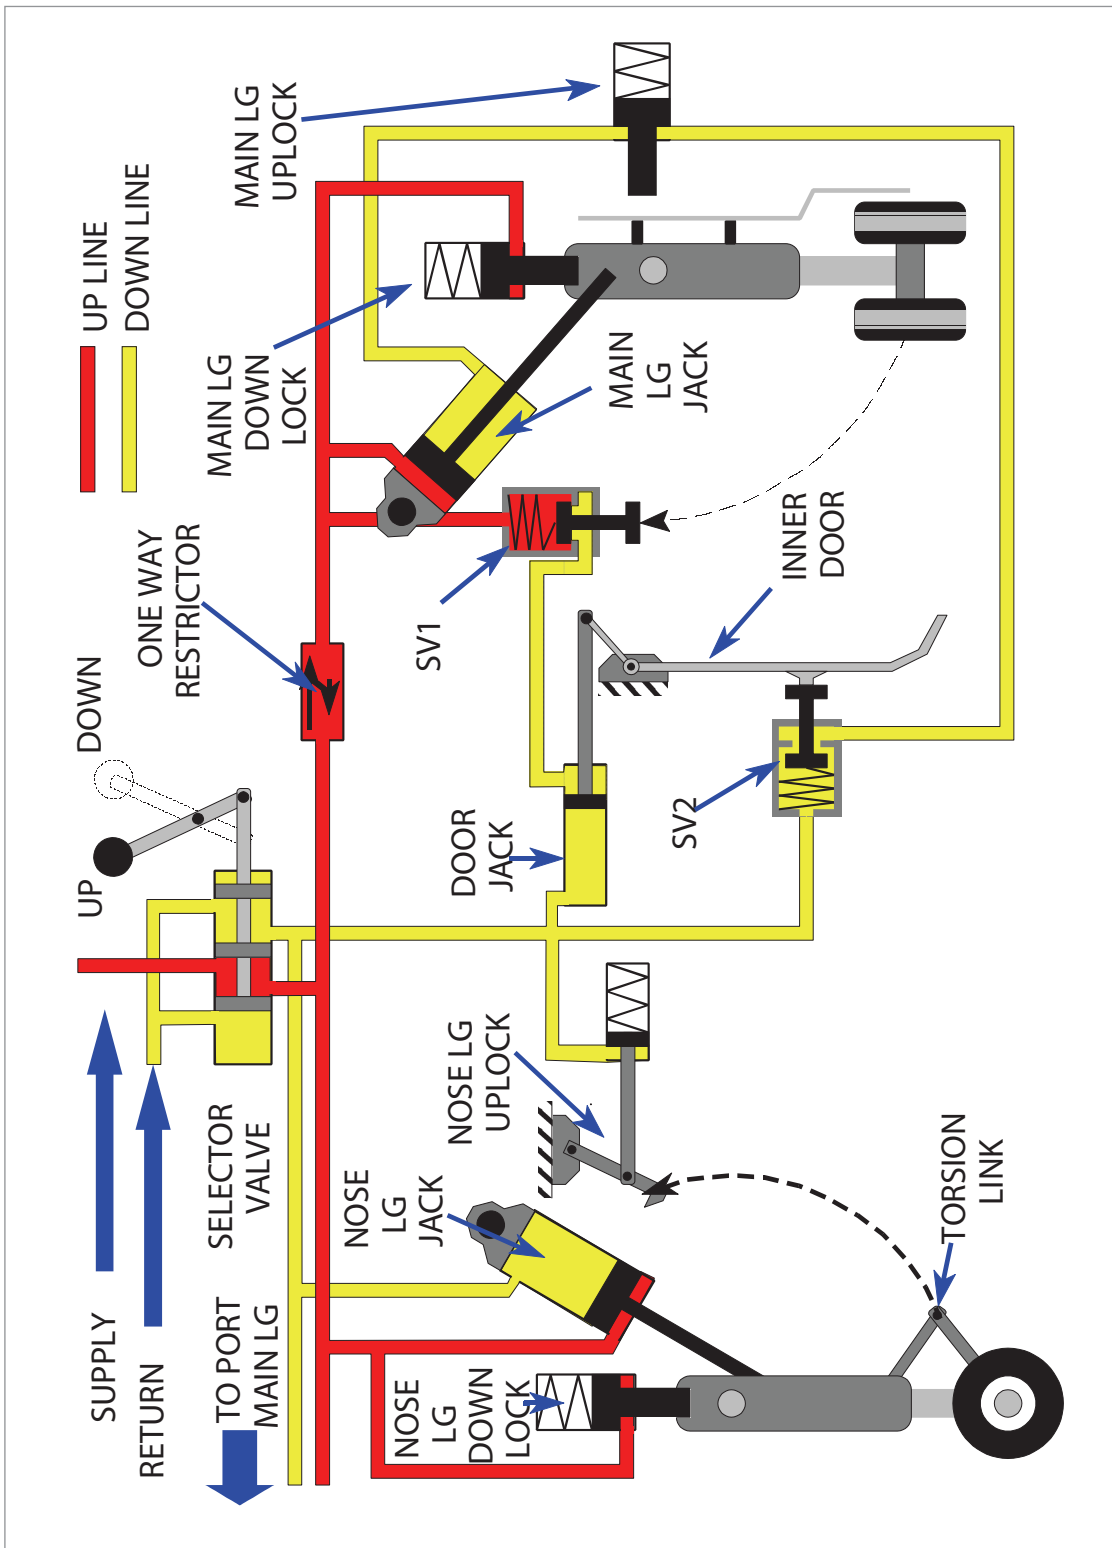 UP LINE
DOWN LINE
MAIN LG
UPLOCK
MAIN LG
DOWN
LOCK
MAIN
LG
JACK
ONE WAY
RESTRICTOR
SV1
INNER
DOOR
DOWN
UP
DOOR
JACK
SV2
SUPPLY
RETURN
SELECTOR
VALVE
TO PORT
MAIN LG
NOSE
LG
JACK
NOSE LG
UPLOCK
NOSE
LG
DOWN
LOCK
TORSION
LINK